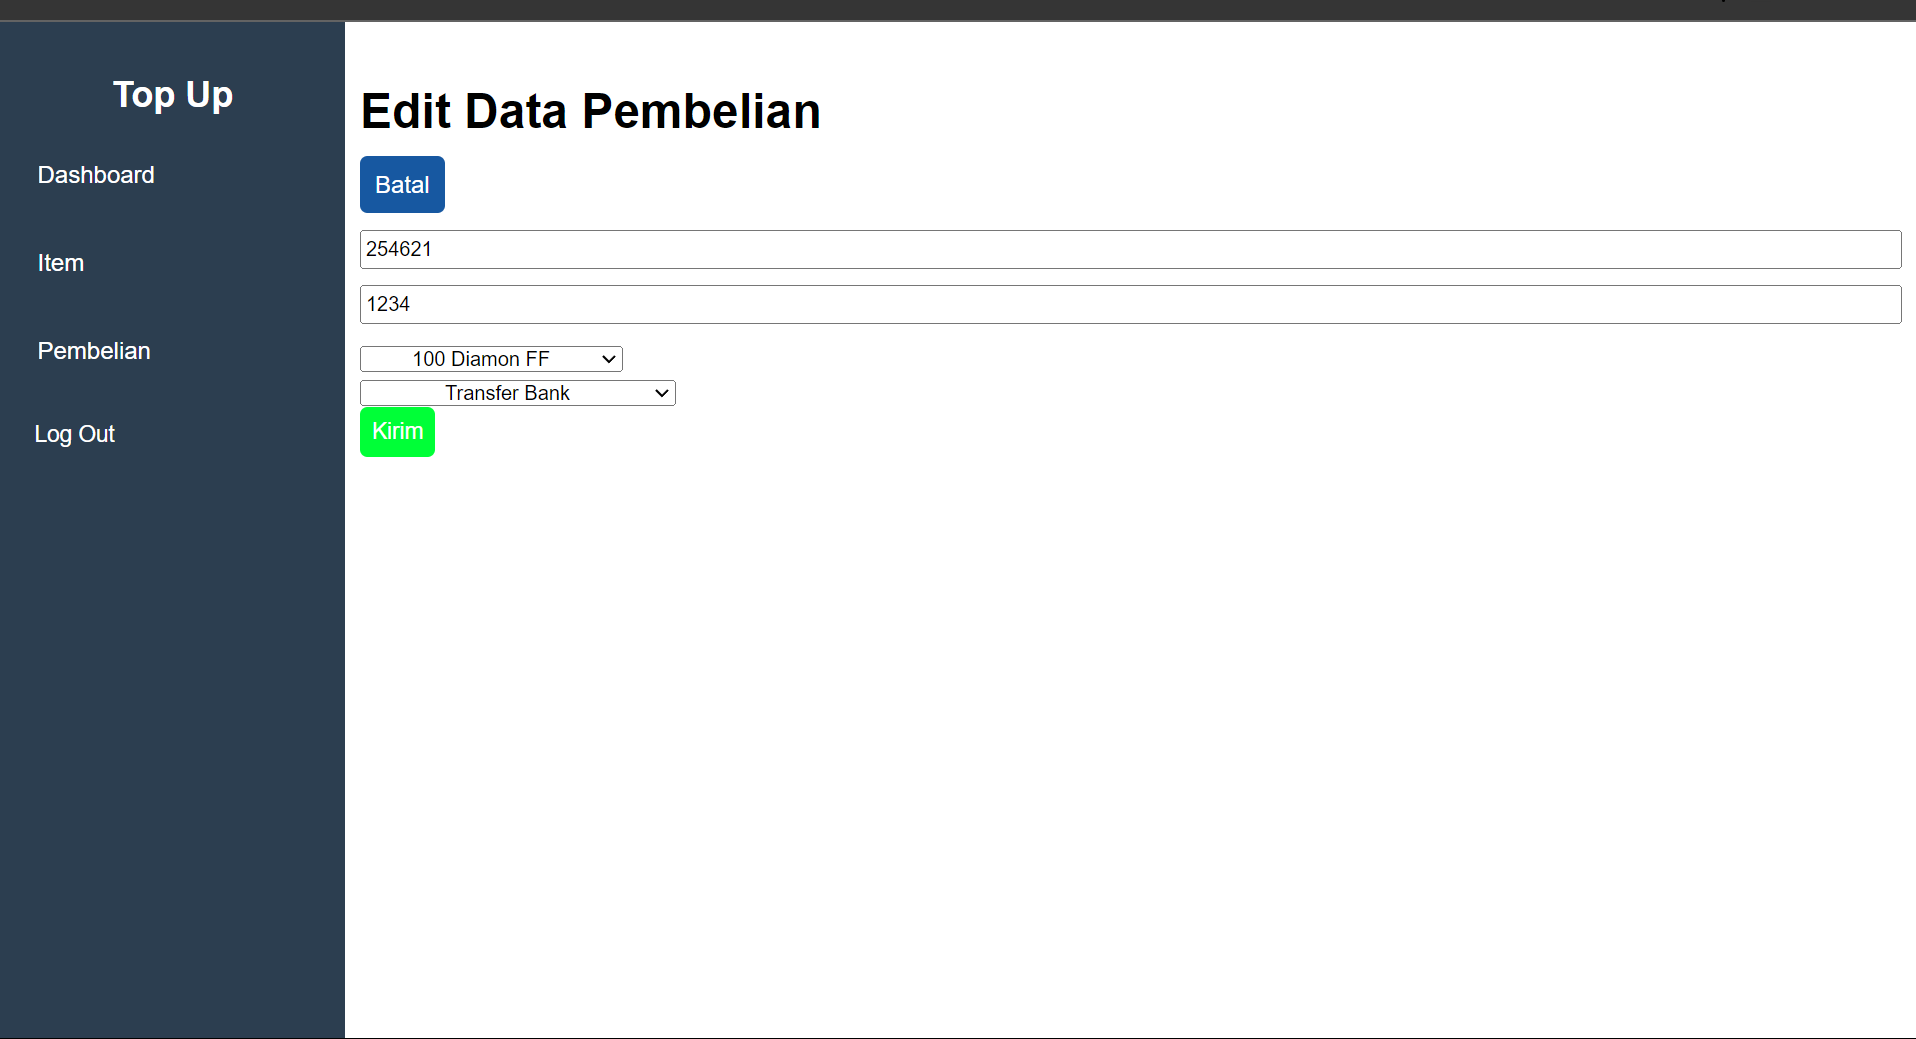 Top Up
Dashboard
Item
Pembelian
Log Out
Edit Data Pembelian
Batal
254621
1234
100 Diamon FF
Transfer Bank
Kirim